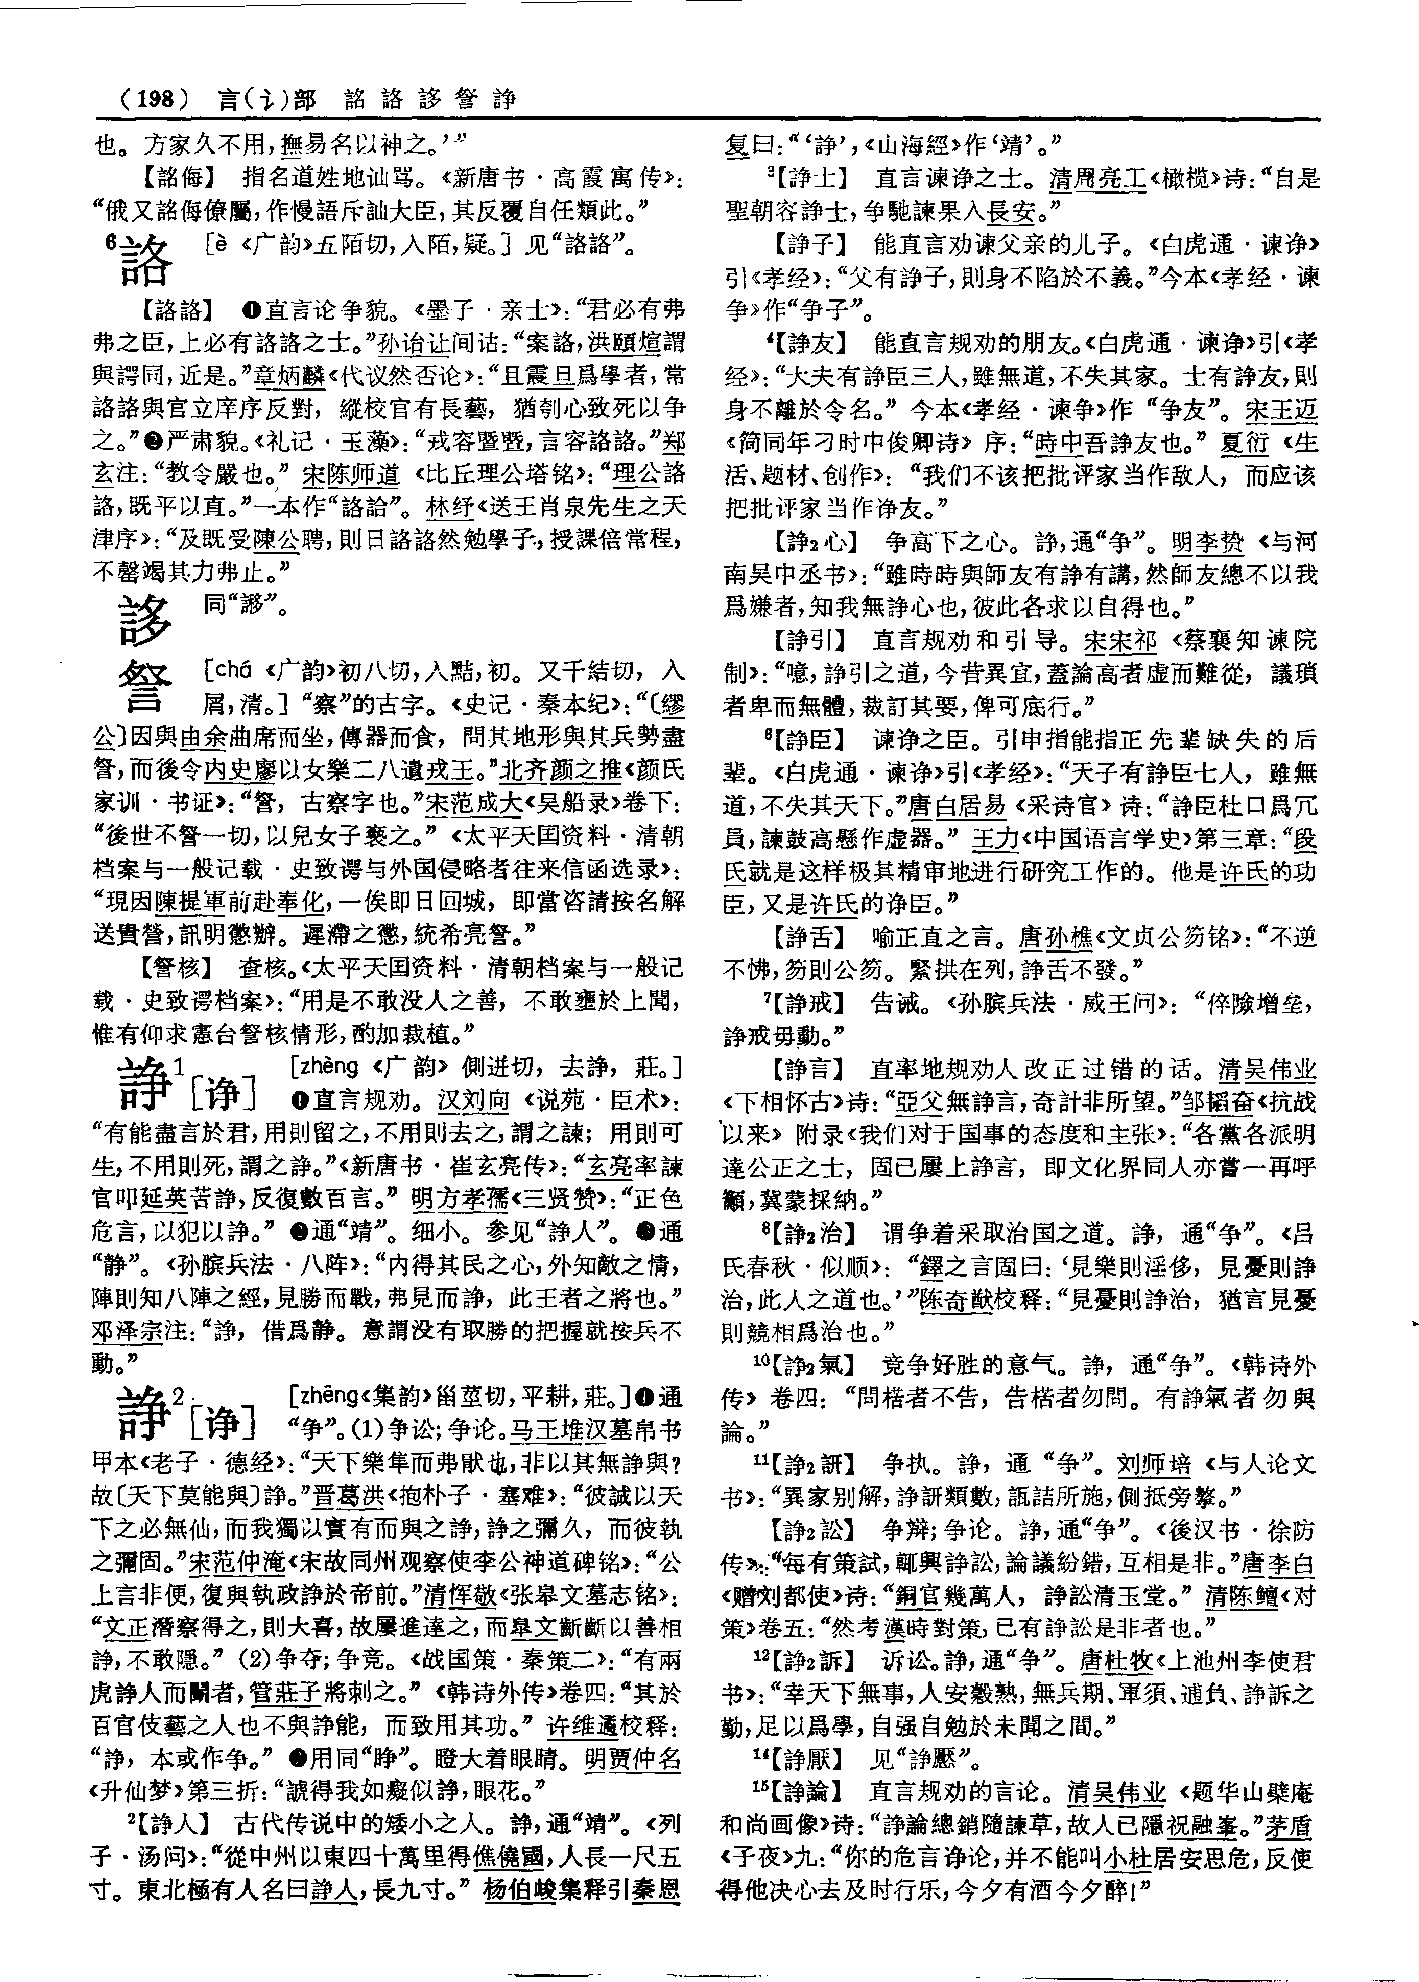 (198) 言(讠)部 詺詻誃詧諍
也。方家久不用,撫易名以神之。’”
【詺侮】 指名道姓地讪骂。《新唐书·高霞寓传》:
“俄又詺侮僚屬,作慢語斥訕大臣,其反覆自任類此。”
6詻 [è《广韵》五陌切,入陌,疑。] 见“詻詻”。
【詻詻】 ❶直言论争貌。《墨子·亲士》:“君必有弗
弗之臣,上必有詻詻之士。”孙诒让间诂:“案詻,洪頤煊謂
與諤同,近是。”章炳麟《代议然否论》:“且震旦爲學者,常
詻詻與官立庠序反對,縱校官有長藝,猶刳心致死以争
之。”❷严肃貌。《礼记·玉藻》:“戎容暨暨,言容詻詻。”郑
玄注:“教令嚴也。”宋陈师道《比丘理公塔铭》:“理公詻
詻,既平以直。”一本作“詻詥”。林纾《送王肖泉先生之天
津序》:“及既受陳公聘,則日詻詻然勉學子,授課倍常程,
不罄竭其力弗止。”
誃 同“謻”。
詧 [chá《广韵》初八切,入黠,初。又千结切,入
屑,清。] “察”的古字。《史记·秦本纪》:“〔缪
公〕因與由余曲席而坐,傳器而食,問其地形與其兵勢盡
詧,而後令内史廖以女樂二八遺戎王。”北齐颜之推《颜氏
家训·书证》:“詧,古察字也。”宋范成大《吴船录》卷下:
“後世不詧一切,以兒女子褻之。”《太平天囯资料·清朝
档案与一般记载·史致谔与外国侵略者往来信函选录》:
“現因陳提軍前赴奉化,一俟即日回城,即當咨請按名解
送貴營,訊明懲辦。遲滯之愆,統希亮詧。”
【詧核】 查核。《太平天囯资料·清朝档案与一般记
载·史致谔档案》:“用是不敢没人之善,不敢壅於上聞,
惟有仰求憲台詧核情形,酌加裁植。”
諍1[诤] [zhèng《广韵》側迸切,去諍,莊。]
❶直言规劝。汉刘向《说苑·臣术》:
“有能盡言於君,用則留之,不用則去之,謂之諫;用則可
生,不用則死,謂之諍。”《新唐书·崔玄亮传》:“玄亮率諫
官叩延英苦諍,反復數百言。”明方孝孺《三贤赞》:“正色
危言,以犯以諍。”❷通“靖”。细小。参见“諍人”。❸通
“静”。《孙膑兵法·八阵》:“内得其民之心,外知敵之情,
陣則知八陣之經,見勝而戰,弗見而諍,此王者之將也。”
邓泽宗注:“諍,借爲静。意謂没有取勝的把握就按兵不
動。”
諍2[诤] [zhēng《集韵》甾莖切,平耕,莊。]❶通
“争”。(1)争讼;争论。马王堆汉墓帛书
甲本《老子·德经》:“天下樂隼而弗猒也,非以其無諍與?
故〔天下莫能與〕諍。”晋葛洪《抱朴子·塞难》:“彼誠以天
下之必無仙,而我獨以實有而與之諍,諍之彌久,而彼執
之彌固。”宋范仲淹《宋故同州观察使李公神道碑铭》:“公
上言非便,復與執政諍於帝前。”清恽敬《张皋文墓志铭》:
“文正潛察得之,則大喜,故屢進達之,而皋文斷斷以善相
諍,不敢隱。”(2)争夺;争竞。《战国策·秦策二》:“有兩
虎諍人而鬭者,管莊子將刺之。”《韩诗外传》卷四:“其於
百官伎藝之人也不與諍能,而致用其功。”许维遹校释:
“諍,本或作争。”❷用同“睁”。瞪大着眼睛。明贾仲名
《升仙梦》第三折:“諕得我如癡似諍,眼花。”
2【諍人】 古代传说中的矮小之人。諍,通“靖”。《列
子·汤问》:“從中州以東四十萬里得僬僥國,人長一尺五
寸。東北極有人名曰諍人,長九寸。”杨伯峻集释引秦恩
复曰:“‘諍’,《山海經》作‘靖’。”
3【諍士】 直言谏诤之士。清周亮工《橄榄》诗:“自是
聖朝容諍士,争馳諫果入長安。”
【諍子】 能直言劝谏父亲的儿子。《白虎通·谏诤》
引《孝经》:“父有諍子,則身不陷於不義。”今本《孝经·谏
争》作“争子”。
4【諍友】 能直言规劝的朋友。《白虎通·谏诤》引《孝
经》:“大夫有諍臣三人,雖無道,不失其家。士有諍友,則
身不離於令名。”今本《孝经·谏争》作“争友”。宋王迈
《简同年刁时中俊卿诗》序:“時中吾諍友也。”夏衍《生
活、题材、创作》:“我们不该把批评家当作敌人,而应该
把批评家当作诤友。”
【諍2心】 争高下之心。諍,通“争”。明李贽《与河
南吴中丞书》:“雖時時與師友有諍有講,然師友總不以我
爲嫌者,知我無諍心也,彼此各求以自得也。”
【諍引】 直言规劝和引导。宋宋祁《蔡襄知谏院
制》:“噫,諍引之道,今昔異宜,蓋論高者虚而難從,議瑣
者卑而無體,裁訂其要,俾可底行。”
6【諍臣】 谏诤之臣。引申指能指正先辈缺失的后
辈。《白虎通·谏诤》引《孝经》:“天子有諍臣七人,雖無
道,不失其天下。”唐白居易《采诗官》诗:“諍臣杜口爲冗
員,諫鼓高懸作虚器。”王力《中国语言学史》第三章:“段
氏就是这样极其精审地进行研究工作的。他是许氏的功
臣,又是许氏的诤臣。”
【諍舌】 喻正直之言。唐孙樵《文贞公笏铭》:“不逆
不怫,笏則公笏。緊拱在列,諍舌不發。”
7【諍戒】 告诫。《孙膑兵法·威王问》:“倅險增垒,
諍戒毋動。”
【諍言】 直率地规劝人改正过错的话。清吴伟业
《下相怀古》诗:“亞父無諍言,奇計非所望。”邹韬奋《抗战
以来》附录《我们对于国事的态度和主张》:“各黨各派明
達公正之士,固已屢上諍言,即文化界同人亦嘗一再呼
籲,冀蒙採納。”
8【諍2治】 谓争着采取治国之道。諍,通“争”。《吕
氏春秋·似顺》:“鐸之言固曰:‘見樂則淫侈,見憂則諍
治,此人之道也。’”陈奇猷校释:“見憂則諍治,猶言見憂
則競相爲治也。”
10【諍2氣】 竞争好胜的意气。諍,通“争”。《韩诗外
传》卷四:“問楛者不告,告楛者勿問。有諍氣者勿與
論。”
11【諍2訮】 争执。諍,通“争”。刘师培《与人论文
书》:“異家别解,諍訮類數,詆詰所施,側抵旁擊。”
【諍2訟】 争辩;争论。諍,通“争”。《後汉书·徐防
传》:“每有策試,輒興諍訟,論議紛錯,互相是非。”唐李白
《赠刘都使》诗:“銅官幾萬人,諍訟清玉堂。”清陈鳣《对
策》卷五:“然考漢時對策,已有諍訟是非者也。”
12【諍2訴】 诉讼。諍,通“争”。唐杜牧《上池州李使君
书》:“幸天下無事,人安穀熟,無兵期、軍須、逋負、諍訴之
勤,足以爲學,自强自勉於未聞之間。”
14【諍厭】 见“諍壓”。
15【諍論】 直言规劝的言论。清吴伟业《题华山檗庵
和尚画像》诗:“諍論總銷隨諫草,故人已隱祝融峯。”茅盾
《子夜》九:“你的危言诤论,并不能叫小杜居安思危,反使
得他决心去及时行乐,今夕有酒今夕醉!”